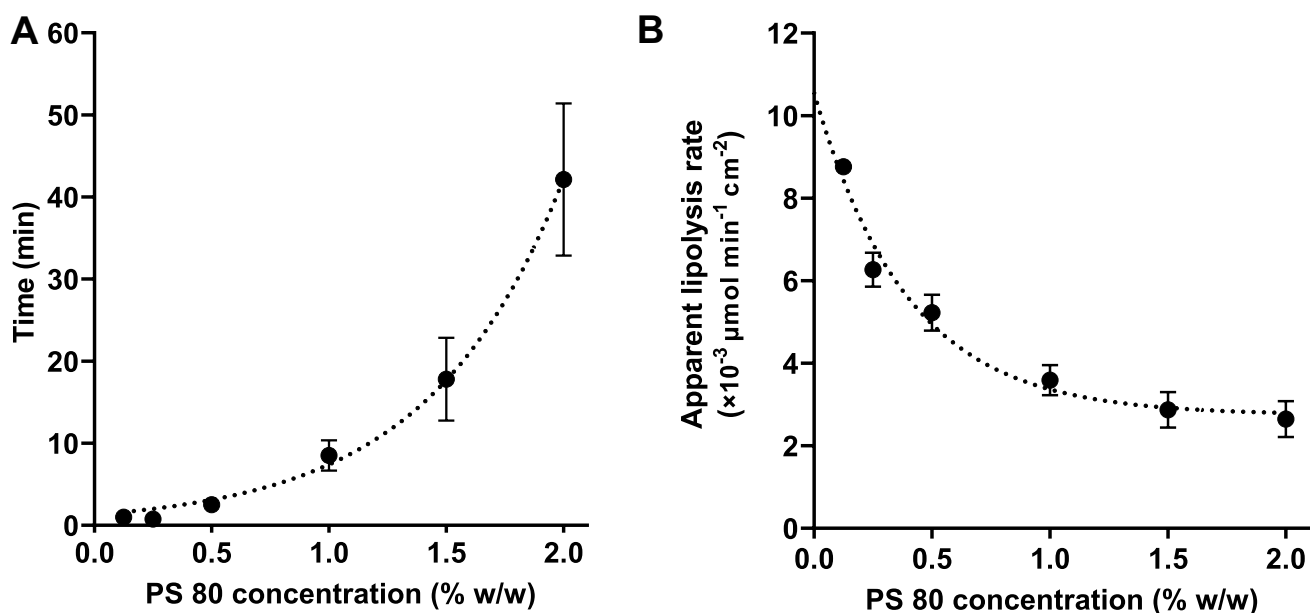 A
60
50
40
30
20
10
0
Time (min)
0.0 0.5 1.0 1.5 2.0
PS 80 concentration (% w/w)
B
12
10
8
6
4
2
0
Apparent lipolysis rate
(×10⁻³ µmol min⁻¹ cm⁻²)
0.0 0.5 1.0 1.5 2.0
PS 80 concentration (% w/w)